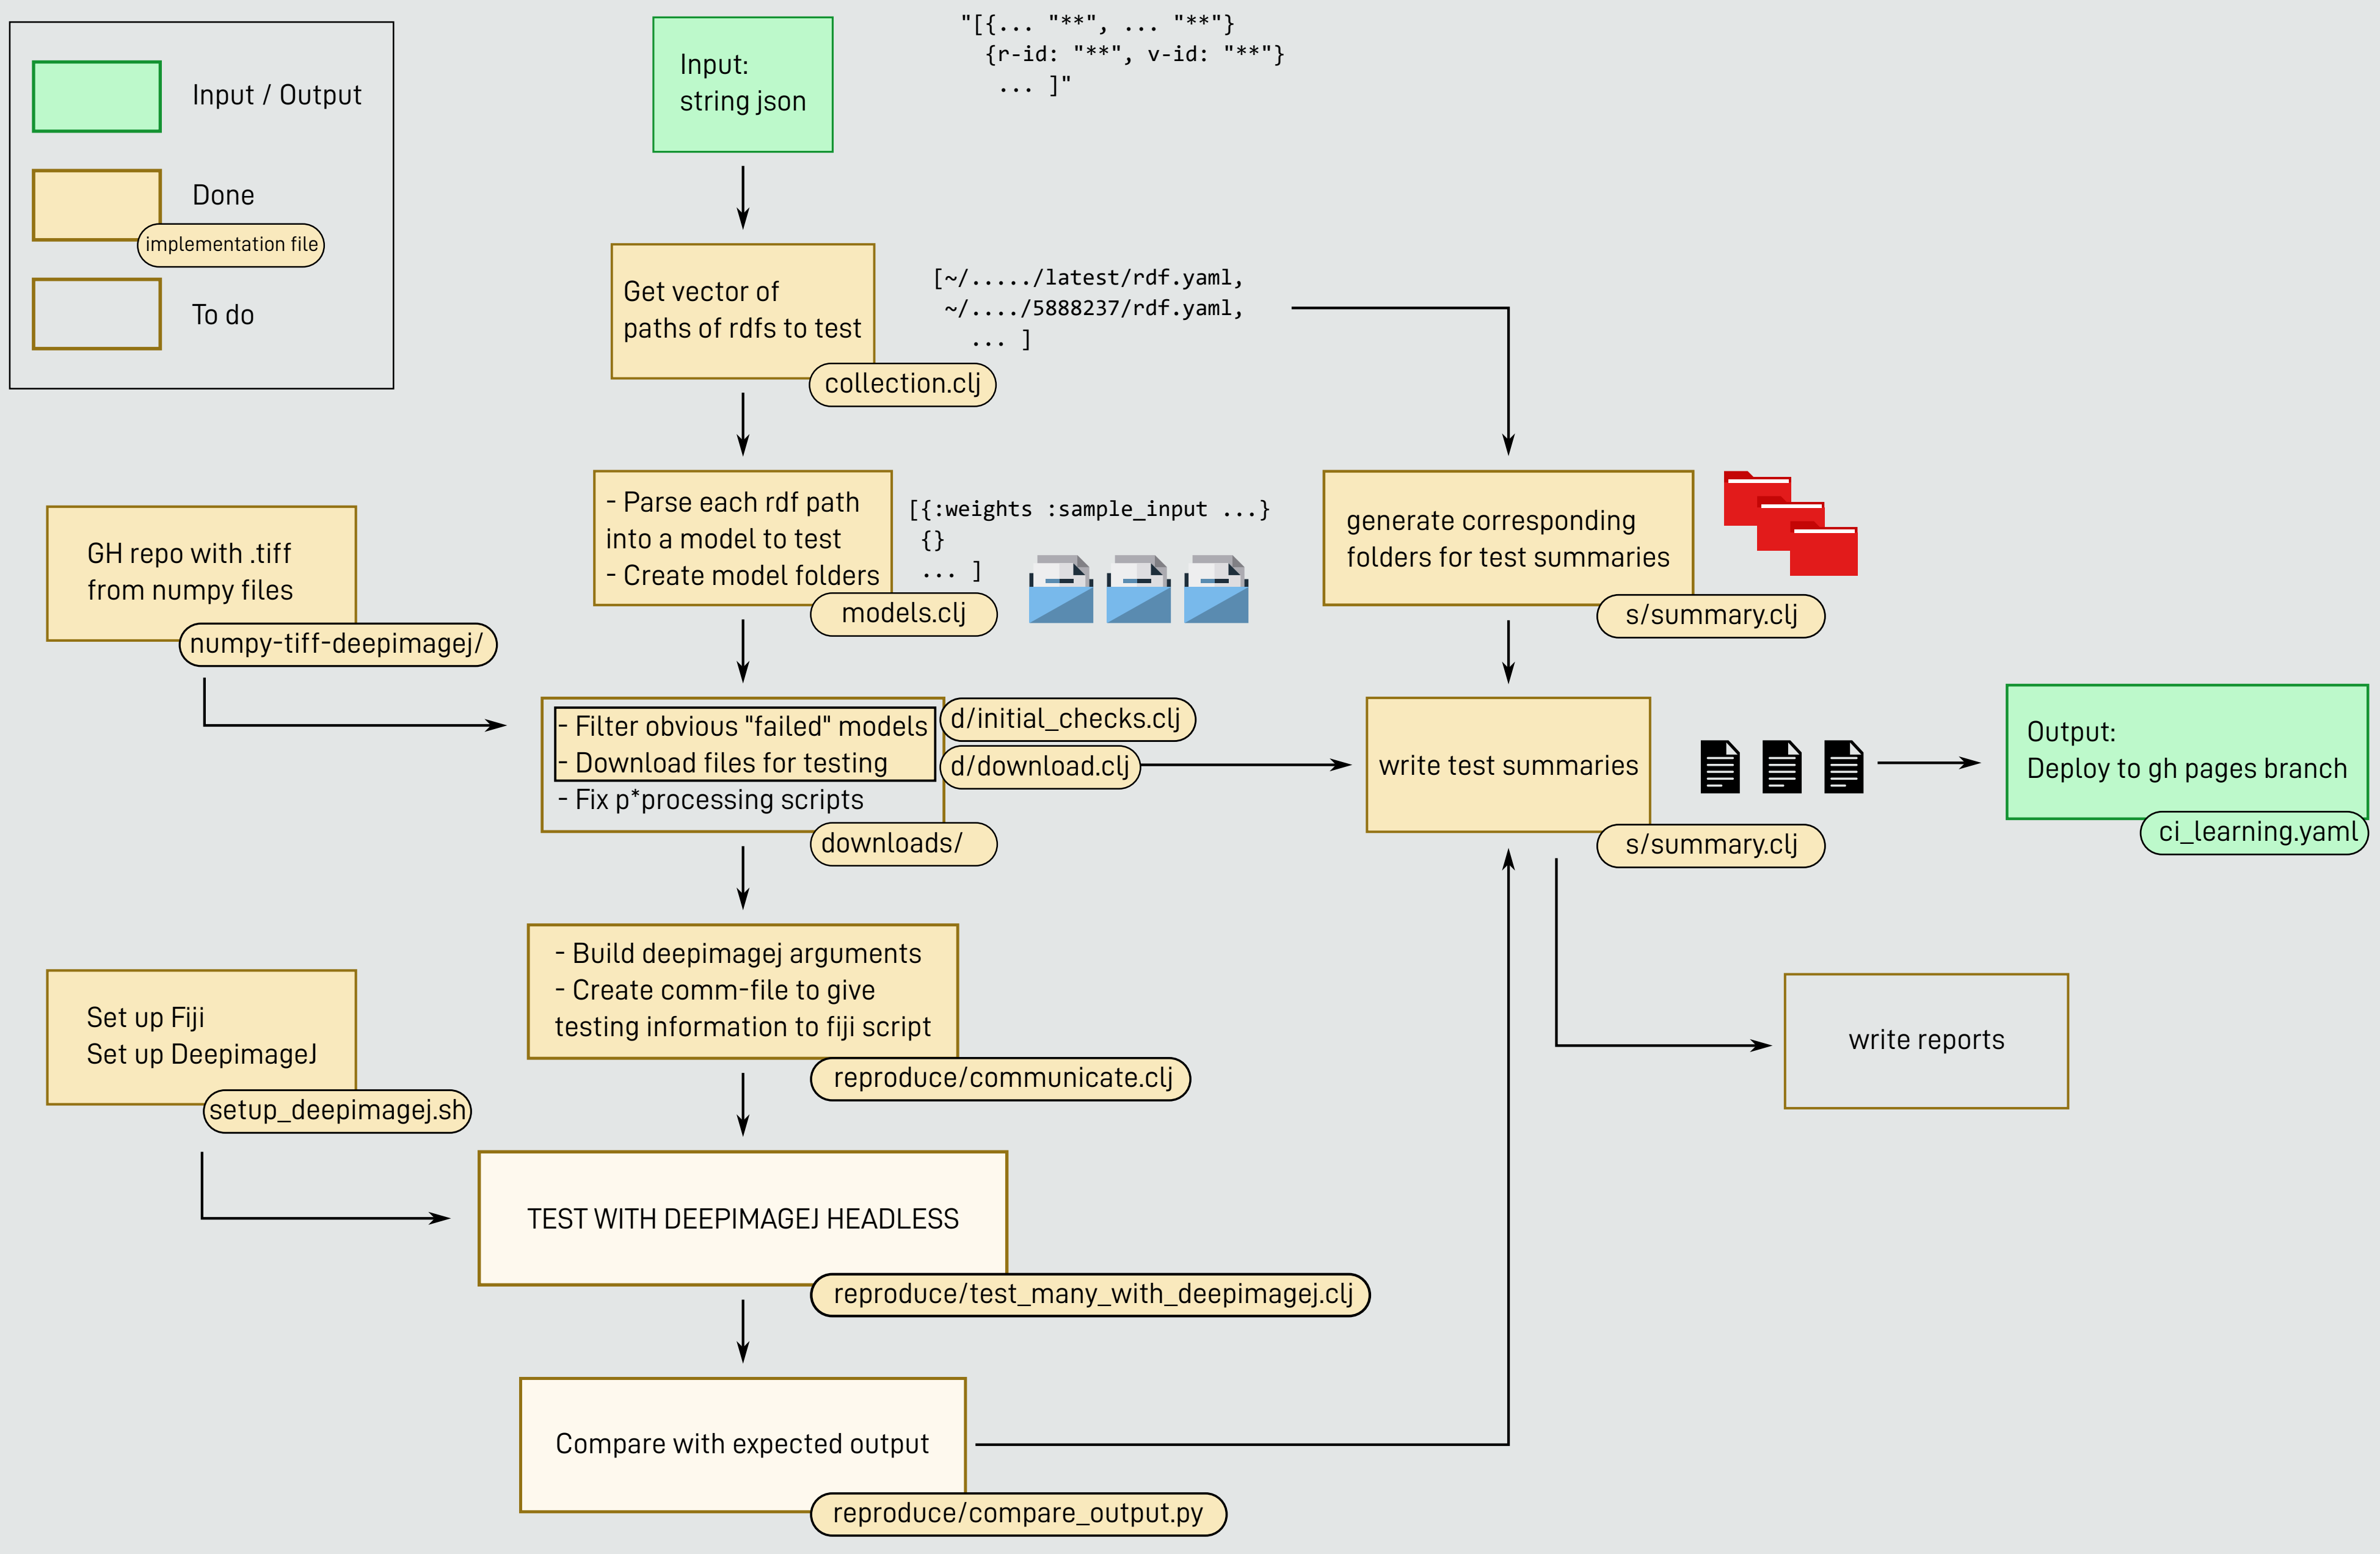 Input / Output
Done
implementation file
To do
Input:
string json
"[{... "**", ... "**"}
{r-id: "**", v-id: "**"}
... ]"
Get vector of
paths of rdfs to test
collection.clj
[~/...../latest/rdf.yaml,
~/..../5888237/rdf.yaml,
... ]
- Parse each rdf path
into a model to test
- Create model folders
models.clj
[{:weights :sample_input ...}
{}
... ]
generate corresponding
folders for test summaries
s/summary.clj
GH repo with .tiff
from numpy files
numpy-tiff-deepimagej/
- Filter obvious "failed" models
- Download files for testing
- Fix p*processing scripts
d/initial_checks.clj
d/download.clj
downloads/
write test summaries
s/summary.clj
Output:
Deploy to gh pages branch
ci_learning.yaml
- Build deepimagej arguments
- Create comm-file to give
testing information to fiji script
reproduce/communicate.clj
write reports
Set up Fiji
Set up DeepimageJ
setup_deepimagej.sh
TEST WITH DEEPIMAGEJ HEADLESS
reproduce/test_many_with_deepimagej.clj
Compare with expected output
reproduce/compare_output.py